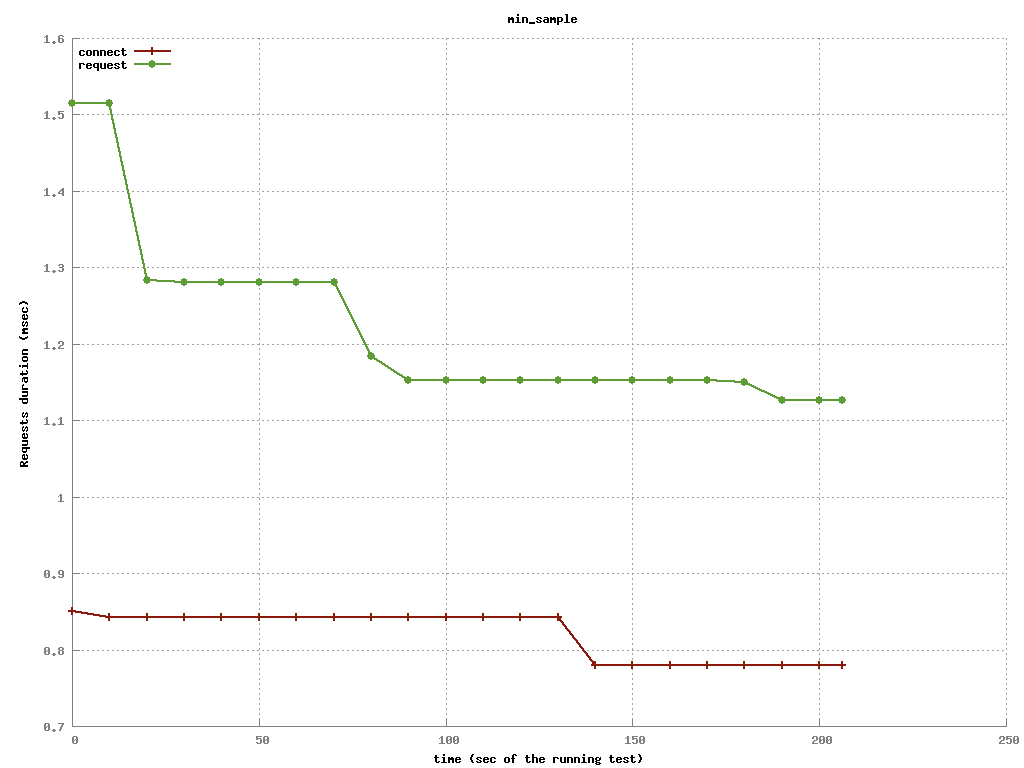 min_sample
connect
request
1.6
1.5
1.4
1.3
1.2
1.1
1
0.9
0.8
0.7
Requests duration (msec)
0 50 100 150 200 250
time (sec of the running test)